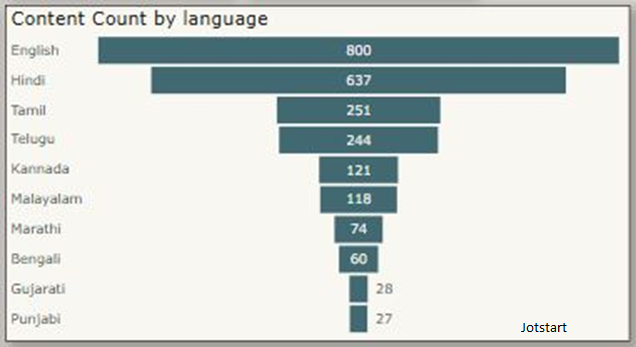 Content Count by language
English 800
Hindi 637
Tamil 251
Telugu 244
Kannada 121
Malayalam 118
Marathi 74
Bengali 60
Gujarati 28
Punjabi 27
Jotstart